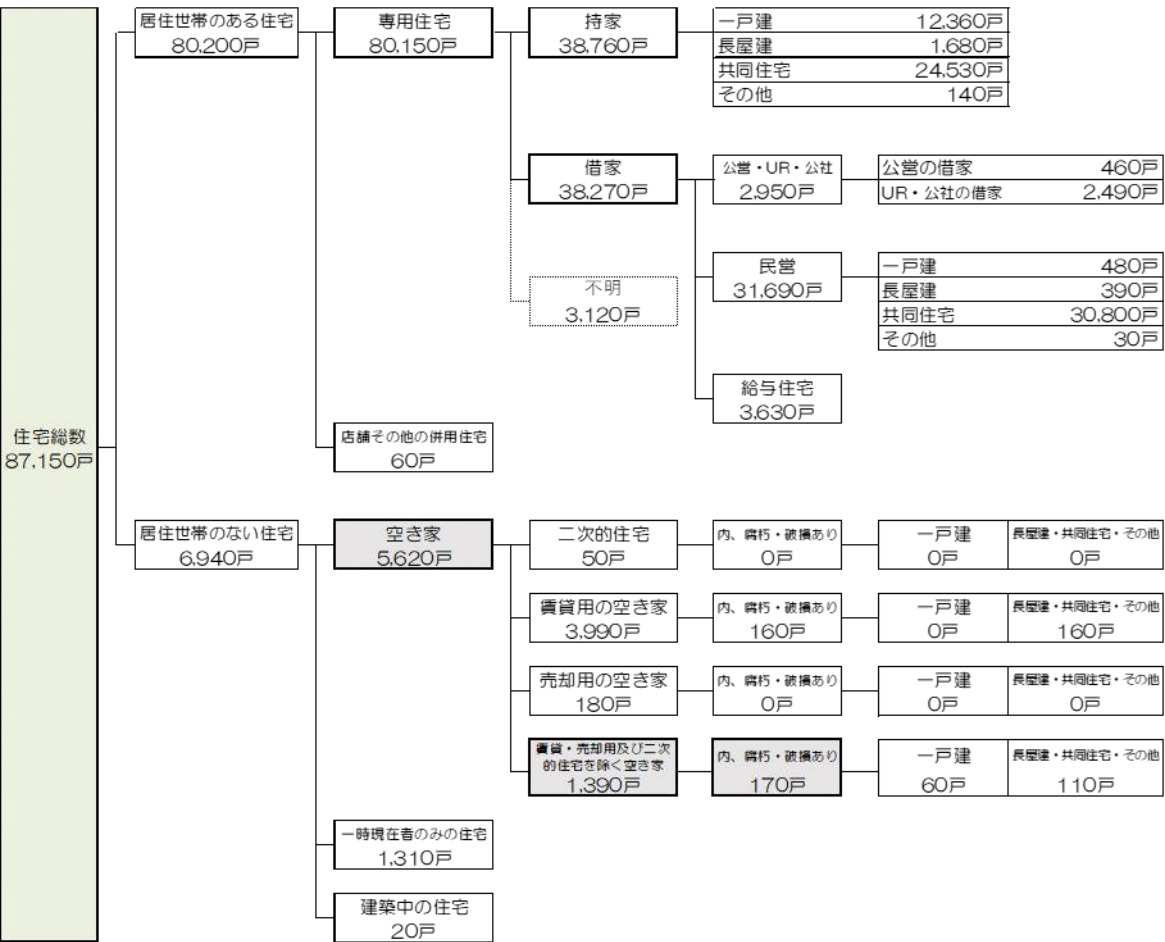 住宅総数
87,150戸
居住世帯のある住宅
80,200戸
専用住宅
80,150戸
持家
38,760戸
一戸建 12,360戸
長屋建 1,680戸
共同住宅 24,530戸
その他 140戸
借家
38,270戸
公営・UR・公社
2,950戸
公営の借家 460戸
UR・公社の借家 2,490戸
民営
31,690戸
一戸建 480戸
長屋建 390戸
共同住宅 30,800戸
その他 30戸
給与住宅
3,630戸
不明
3,120戸
店舗その他の併用住宅
60戸
居住世帯のない住宅
6,940戸
空き家
5,620戸
二次的住宅
50戸
内、腐朽・破損あり
0戸
一戸建
0戸
長屋建・共同住宅・その他
0戸
賃貸用の空き家
3,990戸
内、腐朽・破損あり
160戸
一戸建
0戸
長屋建・共同住宅・その他
160戸
売却用の空き家
180戸
内、腐朽・破損あり
0戸
一戸建
0戸
長屋建・共同住宅・その他
0戸
賃貸・売却用及び二次
的住宅を除く空き家
1,390戸
内、腐朽・破損あり
170戸
一戸建
60戸
長屋建・共同住宅・その他
110戸
一時現在者のみの住宅
1,310戸
建築中の住宅
20戸